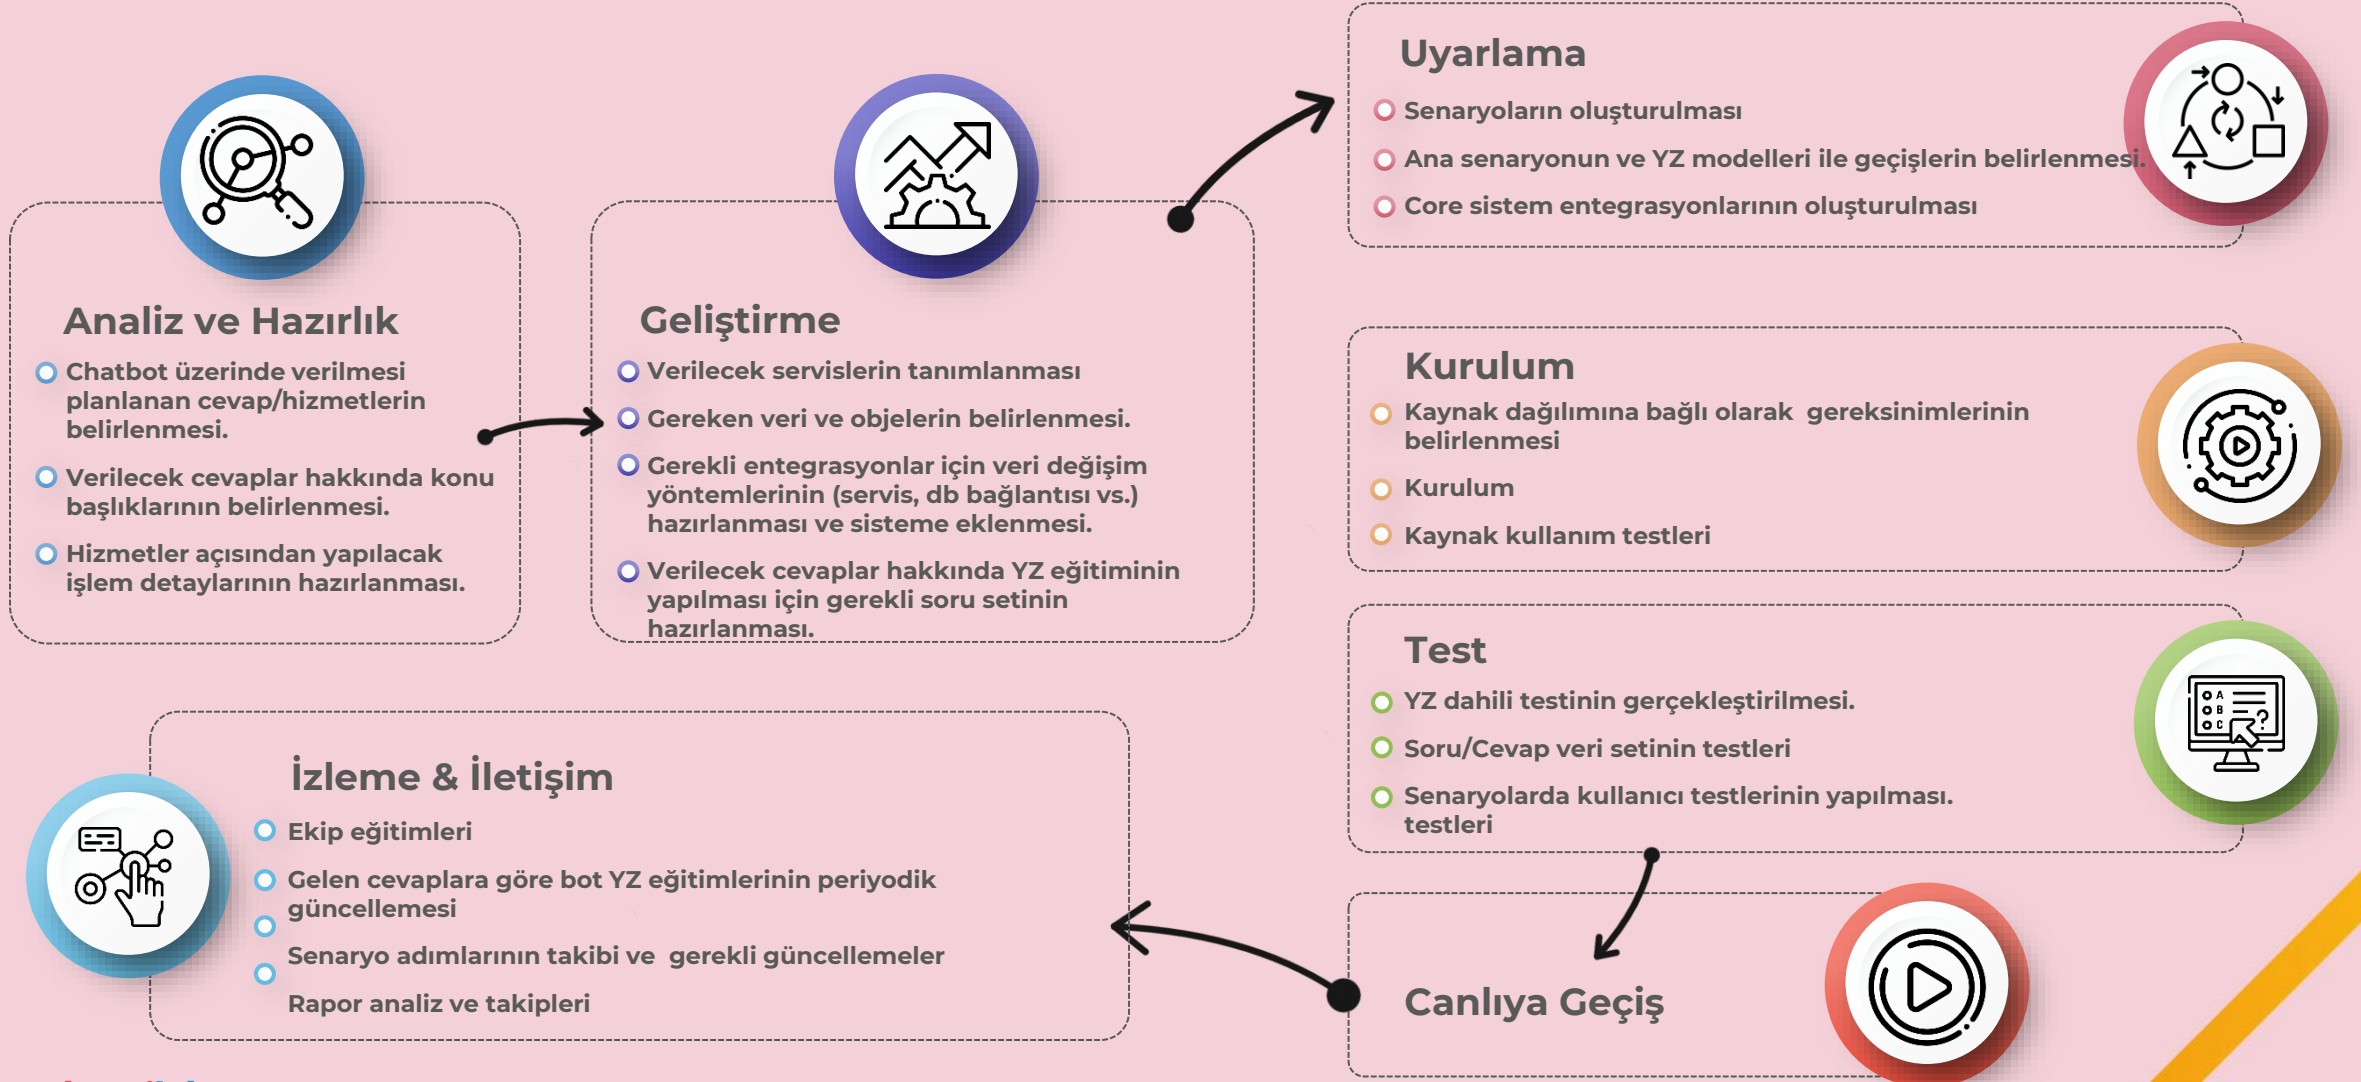 Analiz ve Hazırlık
Chatbot üzerinde verilmesi
planlanan cevap/hizmetlerin
belirlenmesi.
Verilecek cevaplar hakkında konu
başlıklarının belirlenmesi.
Hizmetler açısından yapılacak
işlem detaylarının hazırlanması.
Geliştirme
Verilecek servislerin tanımlanması
Gereken veri ve objelerin belirlenmesi.
Gerekli entegrasyonlar için veri değişim
yöntemlerinin (servis, db bağlantısı vs.)
hazırlanması ve sisteme eklenmesi.
Verilecek cevaplar hakkında YZ eğitiminin
yapılması için gerekli soru setinin
hazırlanması.
Uyarlama
Senaryoların oluşturulması
Ana senaryonun ve YZ modelleri ile geçişlerin belirlenmesi.
Core sistem entegrasyonlarının oluşturulması
Kurulum
Kaynak dağılımına bağlı olarak  gereksinimlerinin
belirlenmesi
Kurulum
Kaynak kullanım testleri
Test
YZ dahili testinin gerçekleştirilmesi.
Soru/Cevap veri setinin testleri
Senaryolarda kullanıcı testlerinin yapılması.
testleri
A
B
C
?
Canlıya Geçiş
İzleme & İletişim
Ekip eğitimleri
Gelen cevaplara göre bot YZ eğitimlerinin periyodik
güncellemesi
Senaryo adımlarının takibi ve  gerekli güncellemeler
Rapor analiz ve takipleri